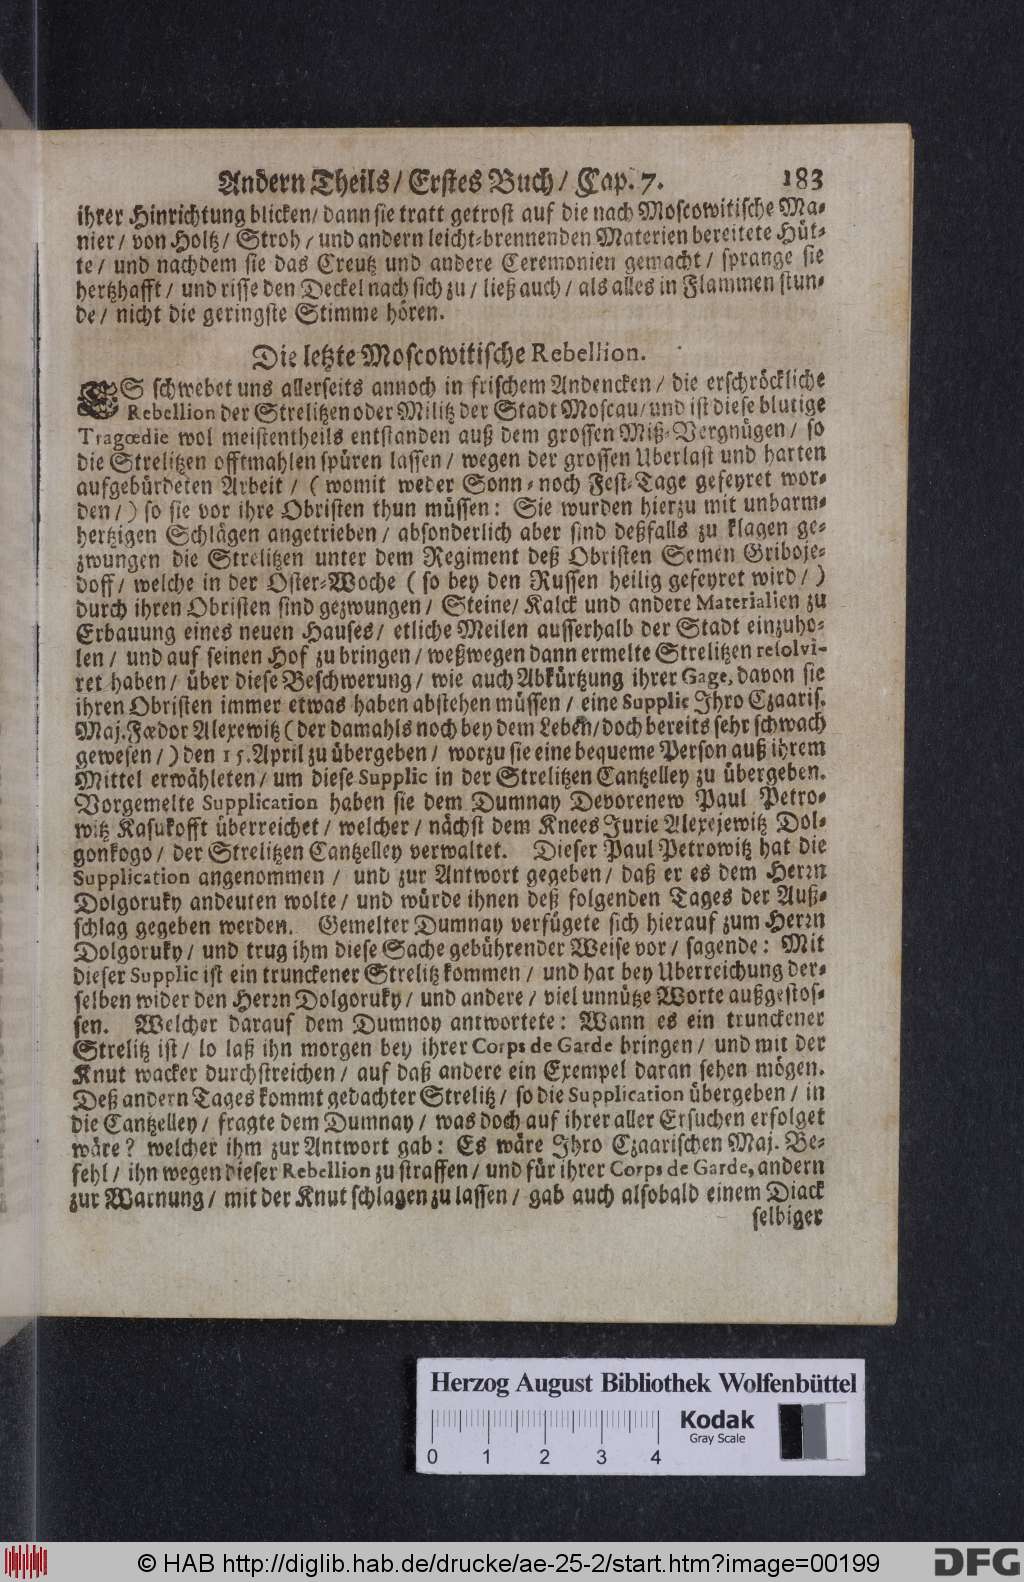 Andern Theils/ Erstes Buch/ Cap. 7. 183
ihrer Hinrichtung blicken/ dann sie tratt getrost auf die nach Moscowitische Ma-
nier/ von Holtz/ Stroh/ und andern leicht-brennenden Materien bereitete Hüt-
te/ und nachdem sie das Creutz und andere Ceremonien gemacht/ sprange sie
hertzhafft/ und risse den Deckel nach sich zu/ ließ auch/ als alles in Flammen stun-
de/ nicht die geringste Stimme hören.
Die letzte Moscowitische Rebellion.
ES schwebet uns allerseits annoch in frischem Andencken/ die erschröckliche
Rebellion der Strelitzen oder Militz der Stadt Moscau/ und ist diese blutige
Tragœdie wol meistentheils entstanden auß dem grossen Miß-Vergnügen/ so
die Strelitzen offtmahlen spüren lassen/ wegen der grossen Uberlast und harten
aufgebürdeten Arbeit/ (womit weder Sonn- noch Fest-Tage gefeyret wor-
den/) so sie vor ihre Obristen thun müssen: Sie wurden hierzu mit unbarm-
hertzigen Schlägen angetrieben/ absonderlich aber sind deßfalls zu klagen ge-
zwungen die Strelitzen unter dem Regiment deß Obristen Semen Griboje-
doff/ welche in der Oster-Woche (so bey den Russen heilig gefeyret wird/)
durch ihren Obristen sind gezwungen/ Steine/ Kalck und andere Materialien zu
Erbauung eines neuen Hauses/ etliche Meilen ausserhalb der Stadt einzuho-
len/ und auf seinen Hof zu bringen/ weßwegen dann ermelte Strelitzen resolvi-
ret haben/ über diese Beschwerung/ wie auch Abkürtzung ihrer Gage, davon sie
ihren Obristen immer etwas haben abstehen müssen/ eine Supplic Ihro Czaaris.
Maj. Fœdor Alexewitz (der damahls noch bey dem Leben/ doch bereits sehr schwach
gewesen/) den 15. April zu übergeben/ worzu sie eine bequeme Person auß ihrem
Mittel erwähleten/ um diese Supplic in der Strelitzen Cantzelley zu übergeben.
Vorgemelte Supplication haben sie dem Dumnay Devorenew Paul Petro-
witz Kasukofft überreichet/ welcher/ nächst dem Knees Jurie Alexejewitz Dol-
gonkogo/ der Strelitzen Cantzelley verwaltet. Dieser Paul Petrowitz hat die
Supplication angenommen/ und zur Antwort gegeben/ daß er es dem Herrn
Dolgoruky andeuten wolte/ und würde ihnen deß folgenden Tages der Auß-
schlag gegeben werden. Gemelter Dumnay verfügete sich hierauf zum Herrn
Dolgoruky/ und trug ihm diese Sache gebührender Weise vor/ sagende: Mit
dieser Supplic ist ein trunckener Strelitz kommen/ und hat bey Uberreichung der-
selben wider den Herrn Dolgoruky/ und andere/ viel unnütze Worte außgestos-
sen. Welcher darauf dem Dumnoy antwortete: Wann es ein trunckener
Strelitz ist/ so laß ihn morgen bey ihrer Corps de Garde bringen/ und mit der
Knut wacker durchstreichen/ auf daß andere ein Exempel daran sehen mögen.
Deß andern Tages kommt gedachter Strelitz/ so die Supplication übergeben/ in
die Cantzelley/ fragte dem Dumnay/ was doch auf ihrer aller Ersuchen erfolget
wäre? welcher ihm zur Antwort gab: Es wäre Ihro Czaarischen Maj. Be-
fehl/ ihn wegen dieser Rebellion zu straffen/ und für ihrer Corps de Garde, andern
zur Warnung/ mit der Knut schlagen zu lassen/ gab auch alsobald einem Diack
selbiger
Herzog August Bibliothek Wolfenbüttel
Kodak
Gray Scale
0 1 2 3 4
© HAB http://diglib.hab.de/drucke/ae-25-2/start.htm?image=00199
DFG